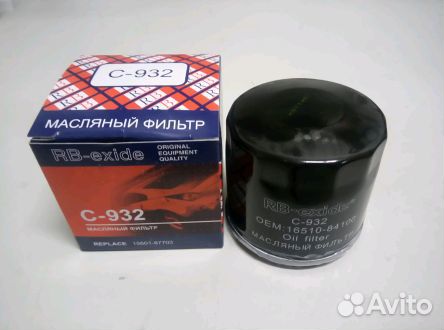 C-932
МАСЛЯНЫЙ ФИЛЬТР
RB-exide
ORIGINAL
EQUIPMENT
QUALITY
C-932
МАСЛЯНЫЙ ФИЛЬТР
REPLACE 15601-87703
RB-exide
C-932
OEM:16510-84100
Oil filter
МАСЛЯНЫЙ ФИЛЬТР
Avito